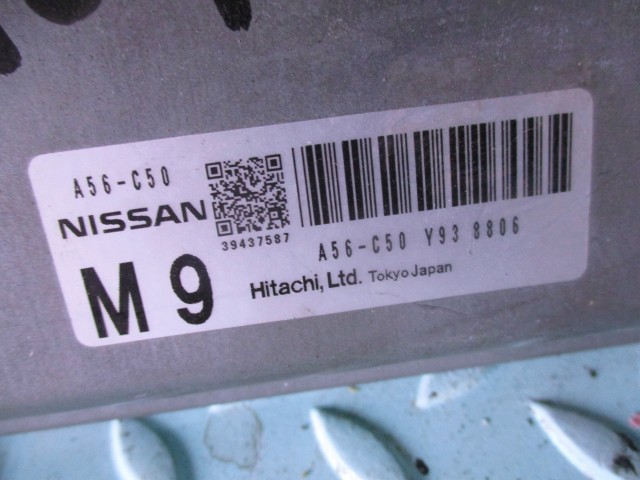 A56-C50
NISSAN
39437587
A56-C50 Y93 8806
M 9
Hitachi, Ltd. Tokyo Japan